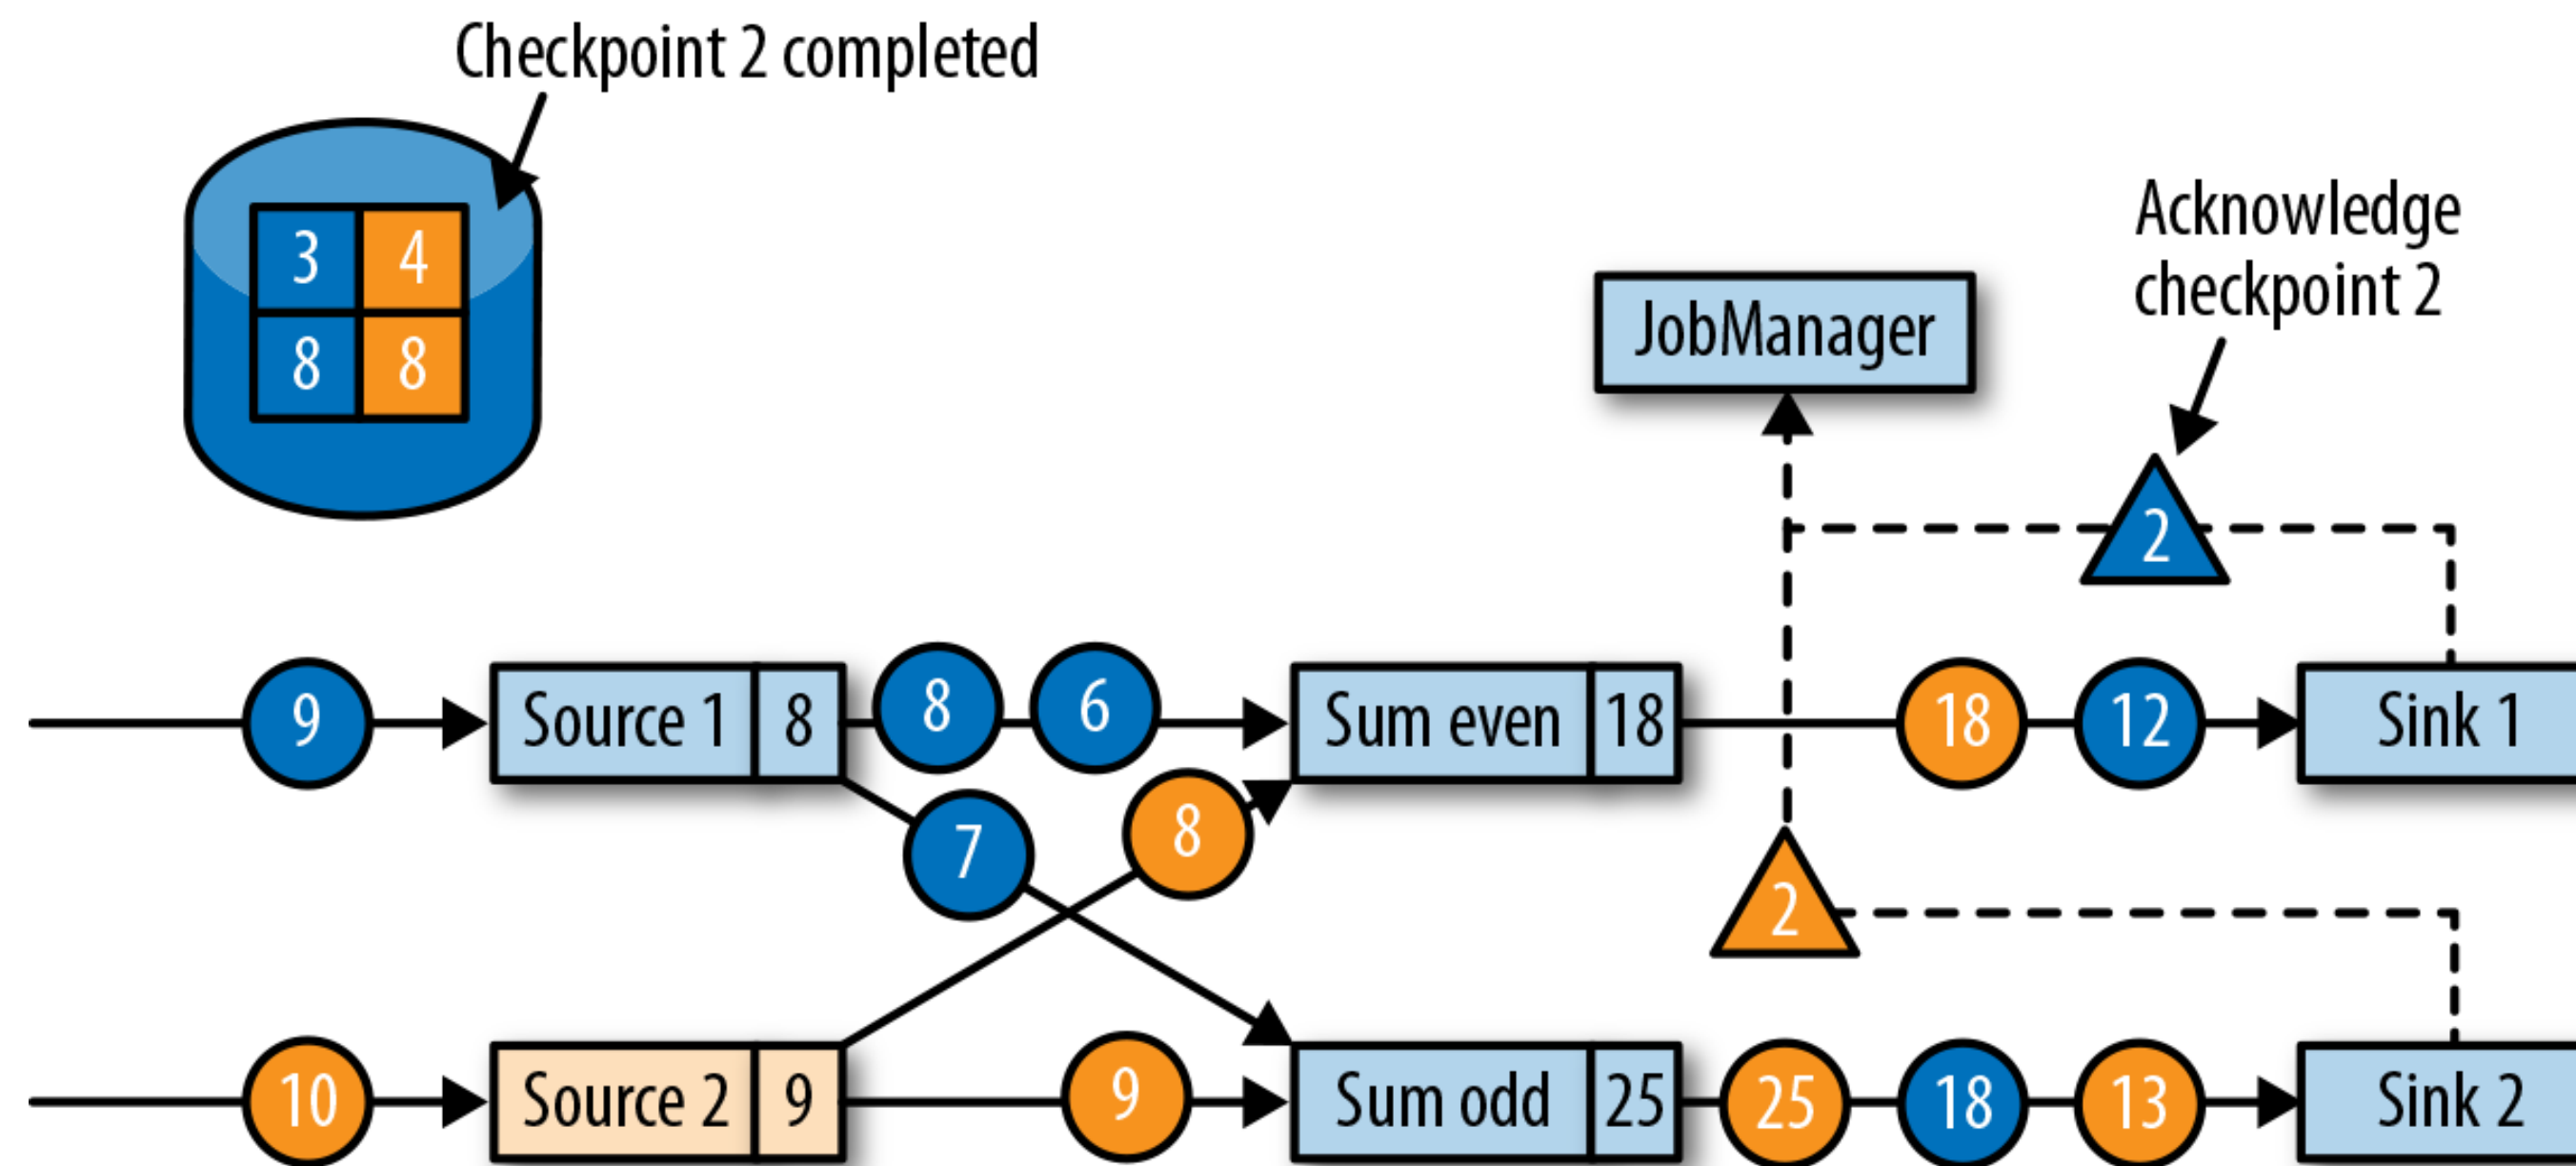 Checkpoint 2 completed
3 4
8 8
Acknowledge
checkpoint 2
JobManager
2
9 Source 1 8 8 6 Sum even 18 18 12 Sink 1
7 8
2
10 Source 2 9 9 Sum odd 25 25 18 13 Sink 2